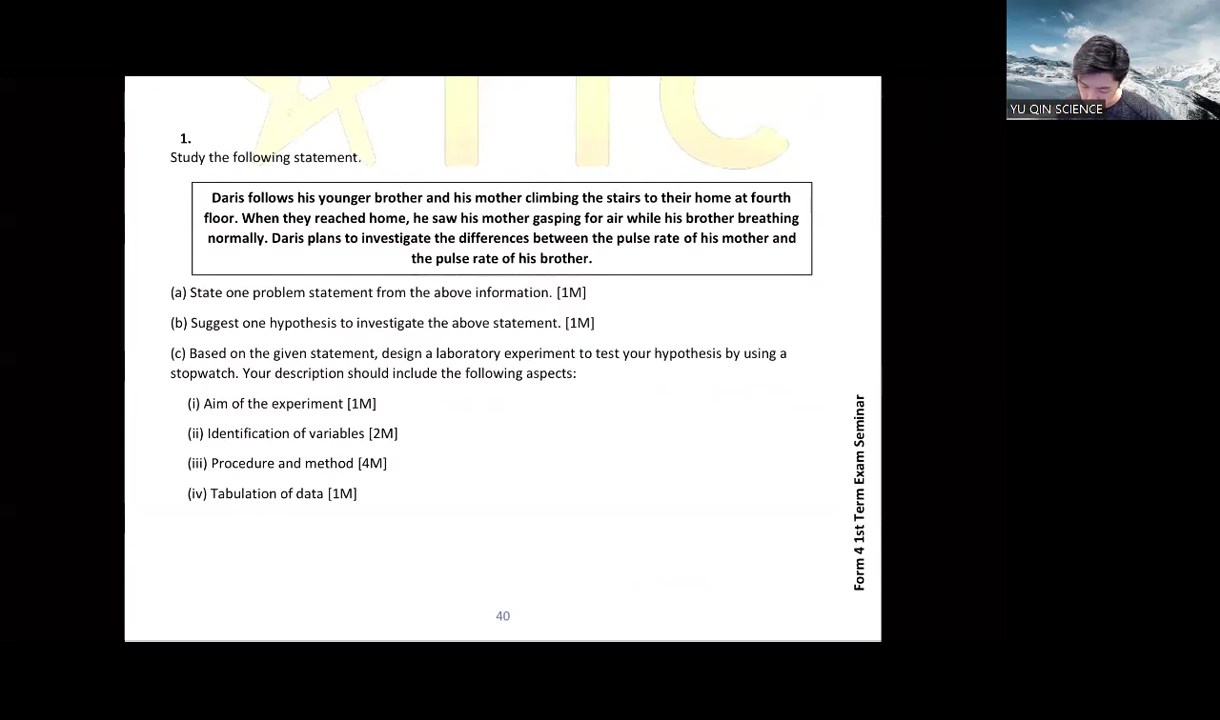 YU QIN SCIENCE
ATTC
1.
Study the following statement.
Daris follows his younger brother and his mother climbing the stairs to their home at fourth
floor. When they reached home, he saw his mother gasping for air while his brother breathing
normally. Daris plans to investigate the differences between the pulse rate of his mother and
the pulse rate of his brother.
(a) State one problem statement from the above information. [1M]
(b) Suggest one hypothesis to investigate the above statement. [1M]
(c) Based on the given statement, design a laboratory experiment to test your hypothesis by using a
stopwatch. Your description should include the following aspects:
(i) Aim of the experiment [1M]
(ii) Identification of variables [2M]
(iii) Procedure and method [4M]
(iv) Tabulation of data [1M]
Form 4 1st Term Exam Seminar
40